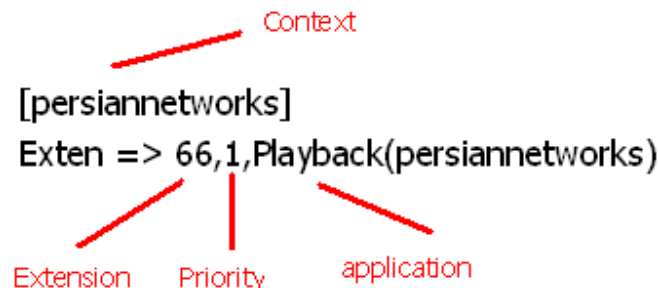 Context
[persiannetworks]
Exten => 66,1,Playback(persiannetworks)
Extension Priority application